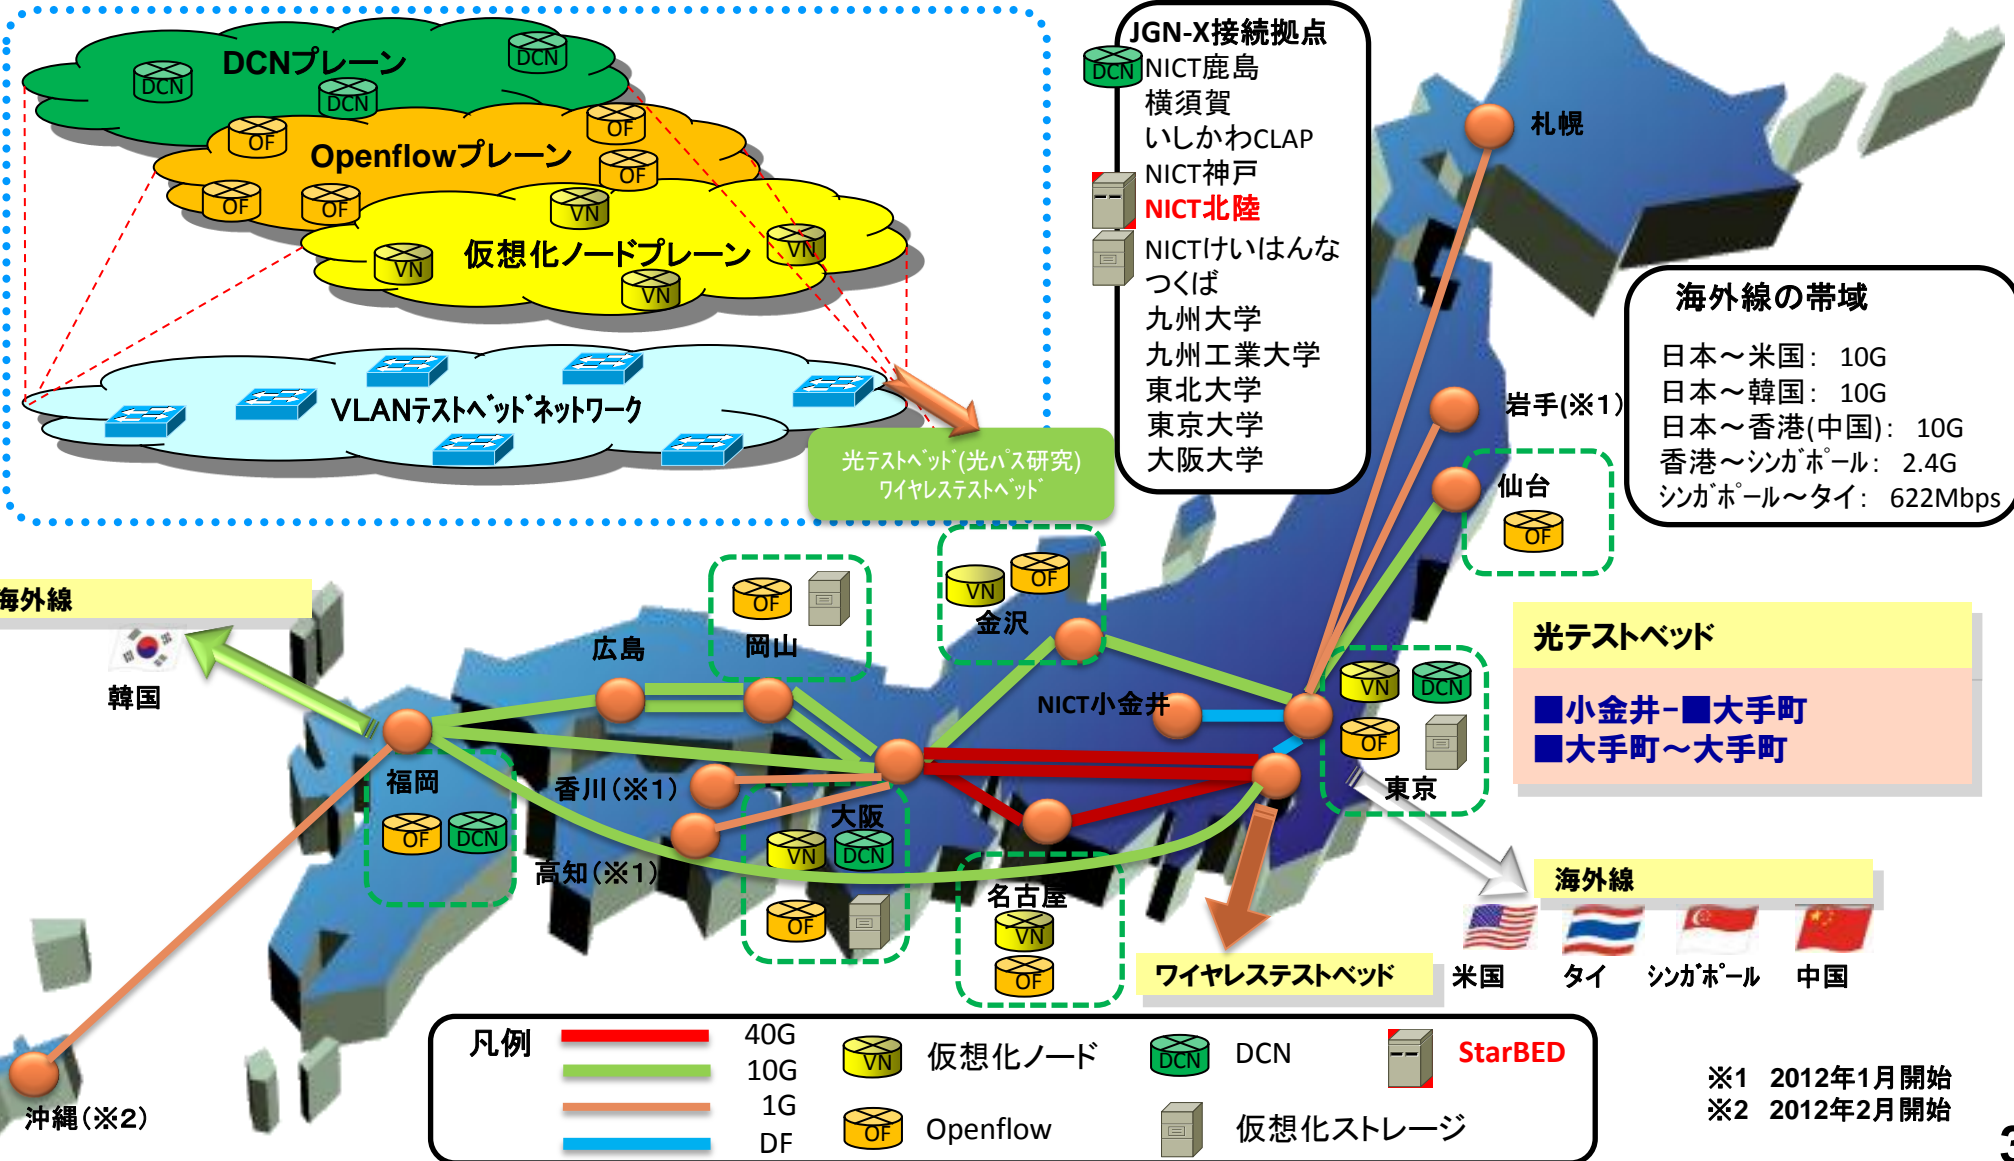 DCNプレーン
DCN
DCN
DCN
Openflowプレーン
OF
OF
OF
OF
OF
仮想化ノードプレーン
VN
VN
VN
VN
VLANテストベッドネットワーク
光テストベッド(光パス研究)
ワイヤレステストベッド
JGN-X接続拠点
DCN
NICT鹿島
横須賀
いしかわCLAP
NICT神戸
NICT北陸
NICTけいはんな
つくば
九州大学
九州工業大学
東北大学
東京大学
大阪大学
札幌
岩手(※1)
仙台
OF
海外線の帯域
日本～米国： 10G
日本～韓国： 10G
日本～香港(中国)： 10G
香港～シンガポール： 2.4G
シンガポール～タイ： 622Mbps
海外線
韓国
広島
OF
岡山
VN
OF
金沢
NICT小金井
VN
DCN
OF
東京
光テストベッド
■小金井-■大手町
■大手町～大手町
福岡
OF
DCN
香川(※1)
高知(※1)
大阪
VN
DCN
OF
名古屋
VN
OF
ワイヤレステストベッド
海外線
米国
タイ
シンガポール
中国
沖縄(※2)
凡例
40G
10G
1G
DF
VN
仮想化ノード
DCN
DCN
StarBED
OF
Openflow
仮想化ストレージ
※1 2012年1月開始
※2 2012年2月開始